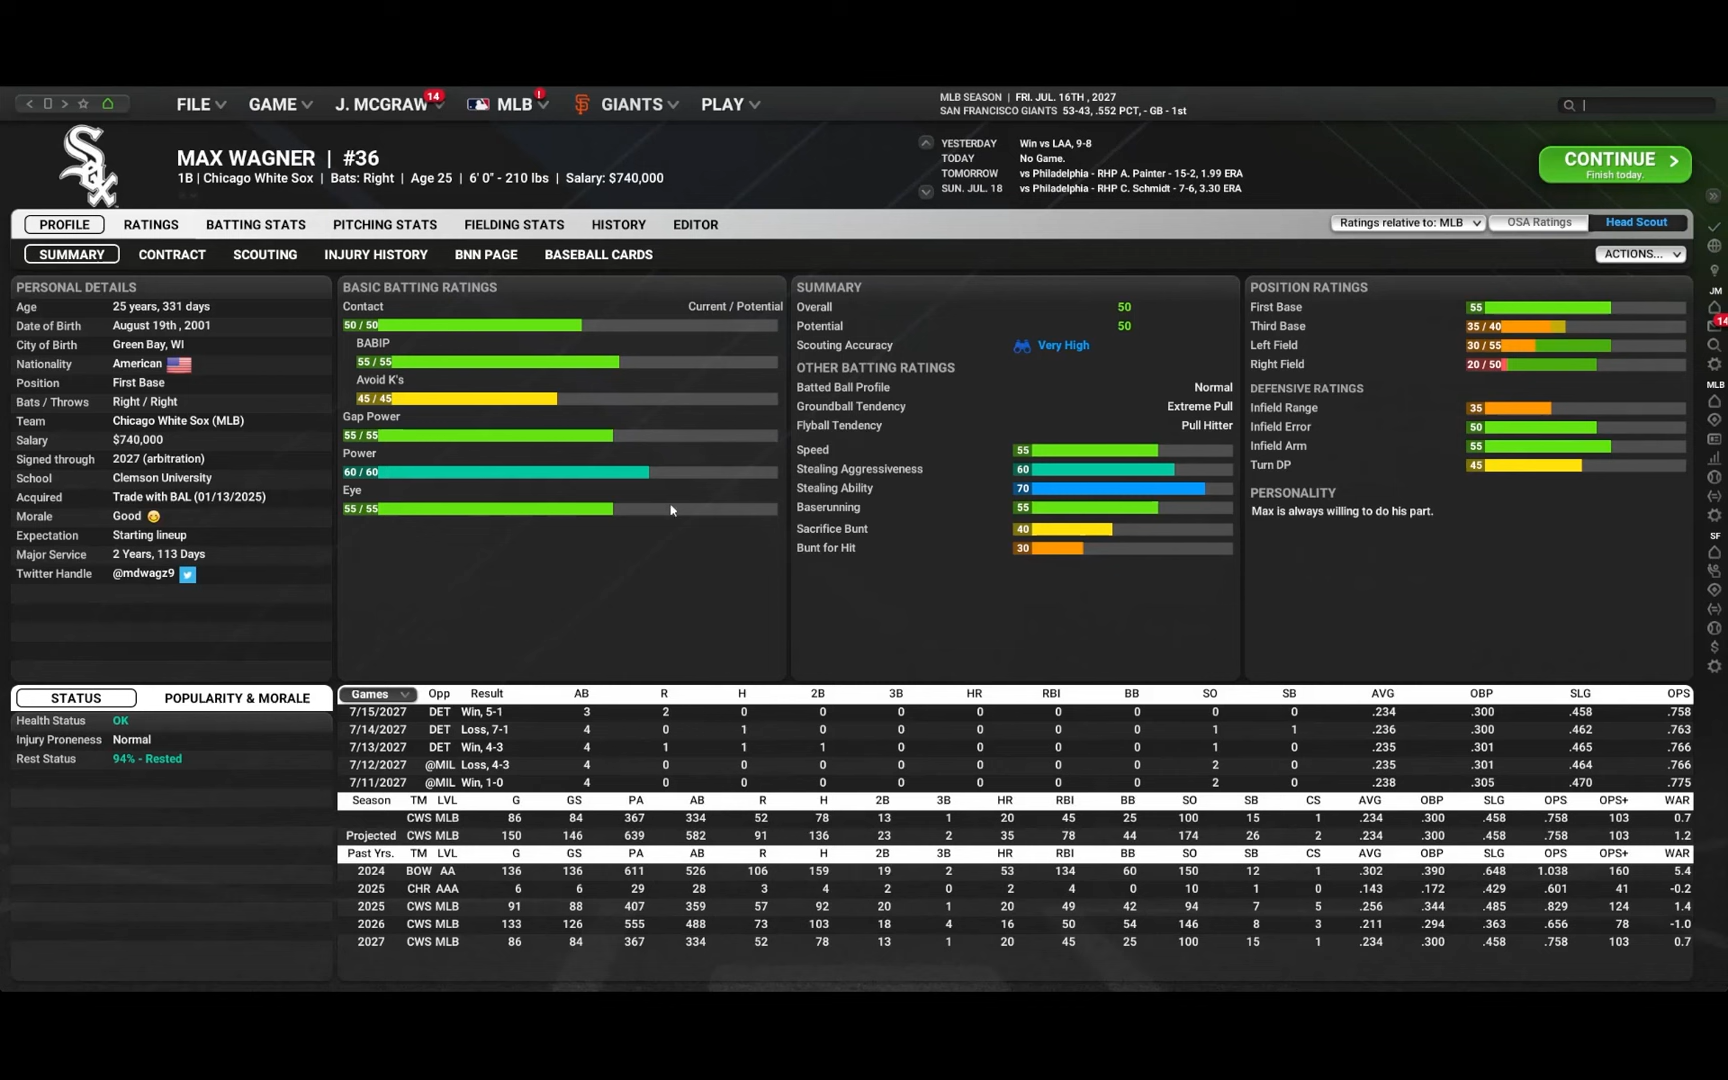 FILE GAME J. MCGRAW 14 MLB ! GIANTS PLAY
MLB SEASON | FRI. JUL. 16TH , 2027
SAN FRANCISCO GIANTS 53-43, .552 PCT, - GB - 1st
MAX WAGNER | #36
1B | Chicago White Sox | Bats: Right | Age 25 | 6' 0" - 210 lbs | Salary: $740,000
YESTERDAY Win vs LAA, 9-8
TODAY No Game.
TOMORROW vs Philadelphia - RHP A. Painter - 15-2, 1.99 ERA
SUN. JUL. 18 vs Philadelphia - RHP C. Schmidt - 7-6, 3.30 ERA
CONTINUE >
Finish today.
PROFILE RATINGS BATTING STATS PITCHING STATS FIELDING STATS HISTORY EDITOR
Ratings relative to: MLB OSA Ratings Head Scout
SUMMARY CONTRACT SCOUTING INJURY HISTORY BNN PAGE BASEBALL CARDS
ACTIONS...
PERSONAL DETAILS
Age 25 years, 331 days
Date of Birth August 19th , 2001
City of Birth Green Bay, WI
Nationality American
Position First Base
Bats / Throws Right / Right
Team Chicago White Sox (MLB)
Salary $740,000
Signed through 2027 (arbitration)
School Clemson University
Acquired Trade with BAL (01/13/2025)
Morale Good
Expectation Starting lineup
Major Service 2 Years, 113 Days
Twitter Handle @mdwagz9
BASIC BATTING RATINGS
Contact Current / Potential
50 / 50
BABIP
55 / 55
Avoid K's
45 / 45
Gap Power
55 / 55
Power
60 / 60
Eye
55 / 55
SUMMARY
Overall 50
Potential 50
Scouting Accuracy Very High
OTHER BATTING RATINGS
Batted Ball Profile Normal
Groundball Tendency Extreme Pull
Flyball Tendency Pull Hitter
Speed 55
Stealing Aggressiveness 60
Stealing Ability 70
Baserunning 55
Sacrifice Bunt 40
Bunt for Hit 30
POSITION RATINGS
First Base 55
Third Base 35 / 40
Left Field 30 / 55
Right Field 20 / 50
DEFENSIVE RATINGS
Infield Range 35
Infield Error 50
Infield Arm 55
Turn DP 45
PERSONALITY
Max is always willing to do his part.
JM
14
MLB
SF
STATUS POPULARITY & MORALE
Health Status OK
Injury Proneness Normal
Rest Status 94% - Rested
Games Opp Result AB R H 2B 3B HR RBI BB SO SB AVG OBP SLG OPS
7/15/2027 DET Win, 5-1 3 2 0 0 0 0 0 0 0 0 .234 .300 .458 .758
7/14/2027 DET Loss, 7-1 4 0 1 0 0 0 0 0 1 1 .236 .300 .462 .763
7/13/2027 DET Win, 4-3 4 1 1 1 0 0 0 0 1 0 .235 .301 .465 .766
7/12/2027 @MIL Loss, 4-3 4 0 0 0 0 0 0 0 2 0 .235 .301 .464 .766
7/11/2027 @MIL Win, 1-0 4 0 0 0 0 0 0 0 2 0 .238 .305 .470 .775
Season TM LVL G GS PA AB R H 2B 3B HR RBI BB SO SB CS AVG OBP SLG OPS OPS+ WAR
CWS MLB 86 84 367 334 52 78 13 1 20 45 25 100 15 1 .234 .300 .458 .758 103 0.7
Projected CWS MLB 150 146 639 582 91 136 23 2 35 78 44 174 26 2 .234 .300 .458 .758 103 1.2
Past Yrs. TM LVL G GS PA AB R H 2B 3B HR RBI BB SO SB CS AVG OBP SLG OPS OPS+ WAR
2024 BOW AA 136 136 611 526 106 159 19 2 53 134 60 150 12 1 .302 .390 .648 1.038 160 5.4
2025 CHR AAA 6 6 29 28 3 4 2 0 2 4 0 10 1 0 .143 .172 .429 .601 41 -0.2
2025 CWS MLB 91 88 407 359 57 92 20 1 20 49 42 94 7 5 .256 .344 .485 .829 124 1.4
2026 CWS MLB 133 126 555 488 73 103 18 4 16 50 54 146 8 3 .211 .294 .363 .656 78 -1.0
2027 CWS MLB 86 84 367 334 52 78 13 1 20 45 25 100 15 1 .234 .300 .458 .758 103 0.7